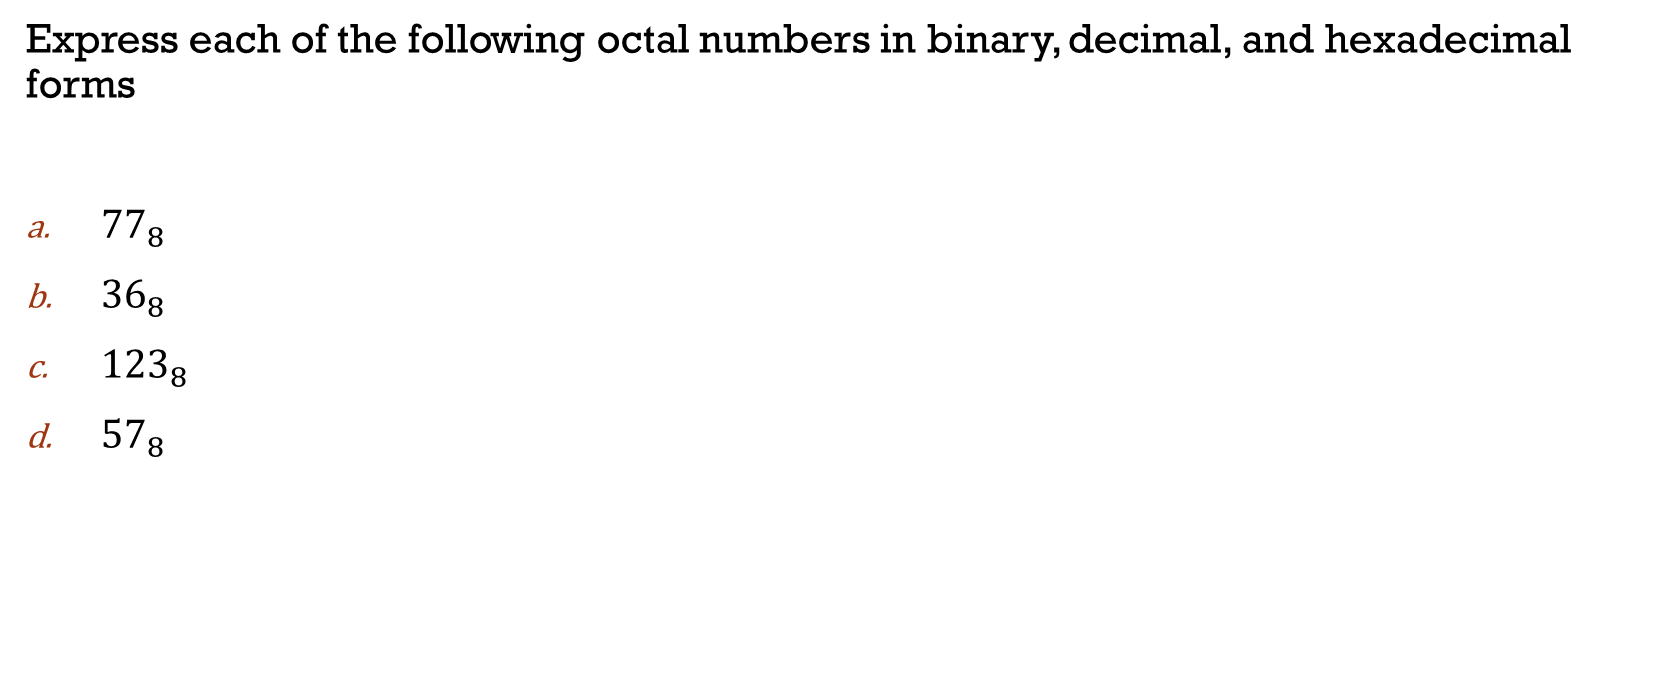 Express each of the following octal numbers in binary, decimal, and hexadecimal
forms
a. 77₈
b. 36₈
c. 123₈
d. 57₈